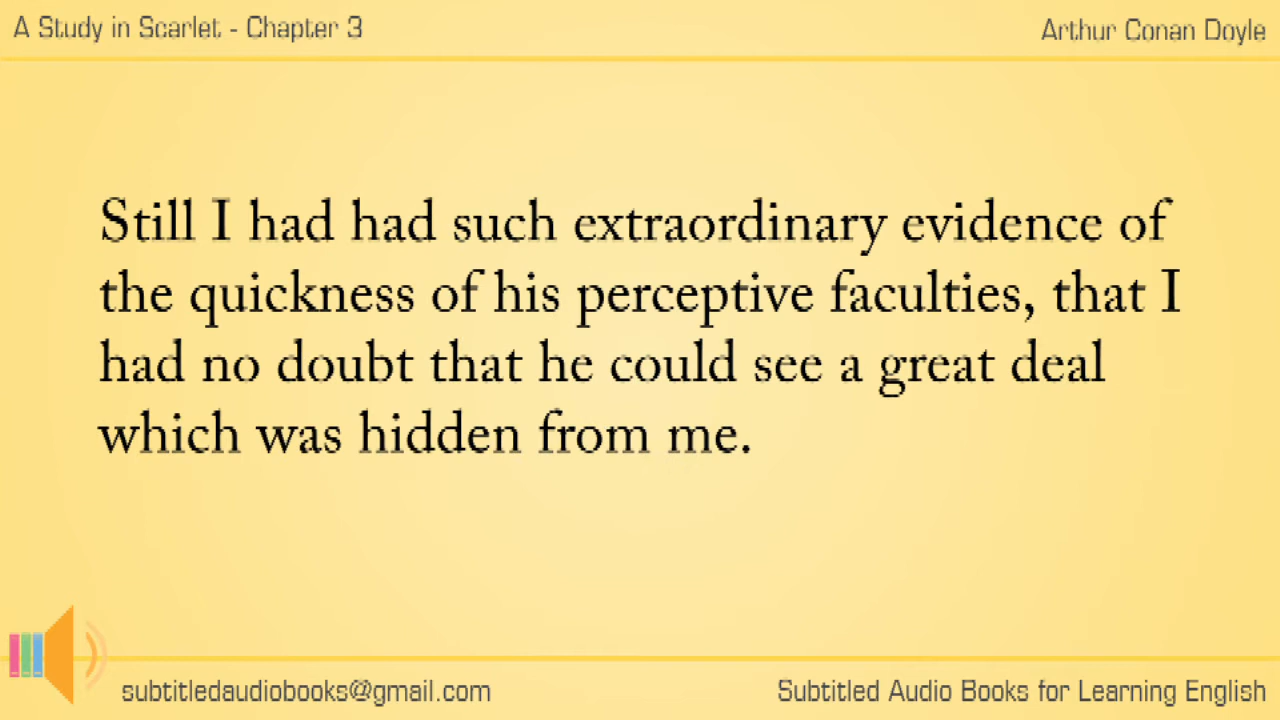 A Study in Scarlet - Chapter 3
Arthur Conan Doyle
Still I had had such extraordinary evidence of
the quickness of his perceptive faculties, that I
had no doubt that he could see a great deal
which was hidden from me.
subtitledaudiobooks@gmail.com
Subtitled Audio Books for Learning English